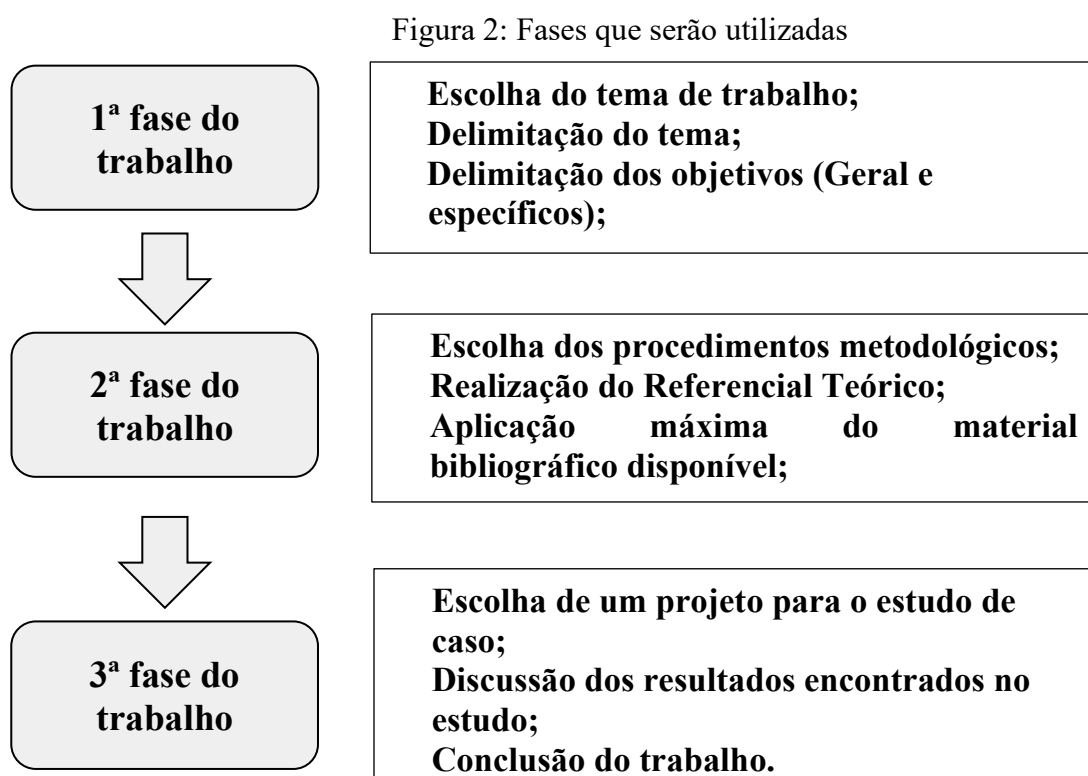 Figura 2: Fases que serão utilizadas
1ª fase do
trabalho
Escolha do tema de trabalho;
Delimitação do tema;
Delimitação dos objetivos (Geral e
específicos);
2ª fase do
trabalho
Escolha dos procedimentos metodológicos;
Realização do Referencial Teórico;
Aplicação máxima do material
bibliográfico disponível;
3ª fase do
trabalho
Escolha de um projeto para o estudo de
caso;
Discussão dos resultados encontrados no
estudo;
Conclusão do trabalho.